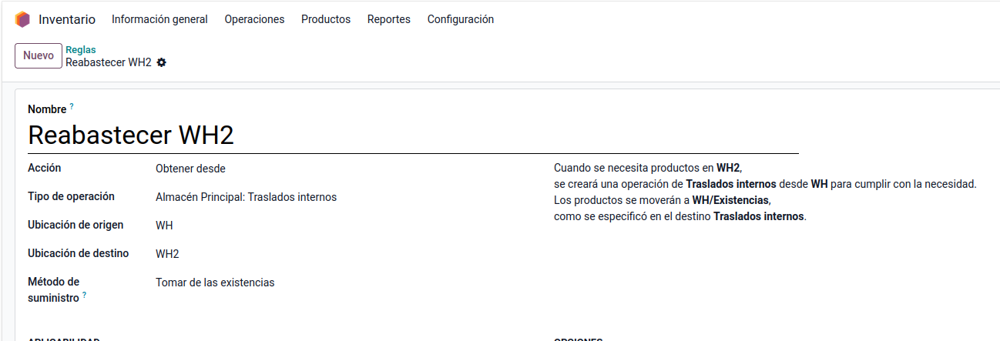 Inventario Información general Operaciones Productos Reportes Configuración
Nuevo
Reglas
Reabastecer WH2
Nombre ?
Reabastecer WH2
Acción Obtener desde
Tipo de operación Almacén Principal: Traslados internos
Ubicación de origen WH
Ubicación de destino WH2
Método de
suministro ? Tomar de las existencias
Cuando se necesita productos en WH2,
se creará una operación de Traslados internos desde WH para cumplir con la necesidad.
Los productos se moverán a WH/Existencias,
como se especificó en el destino Traslados internos.
APLICABILIDAD OPCIONES